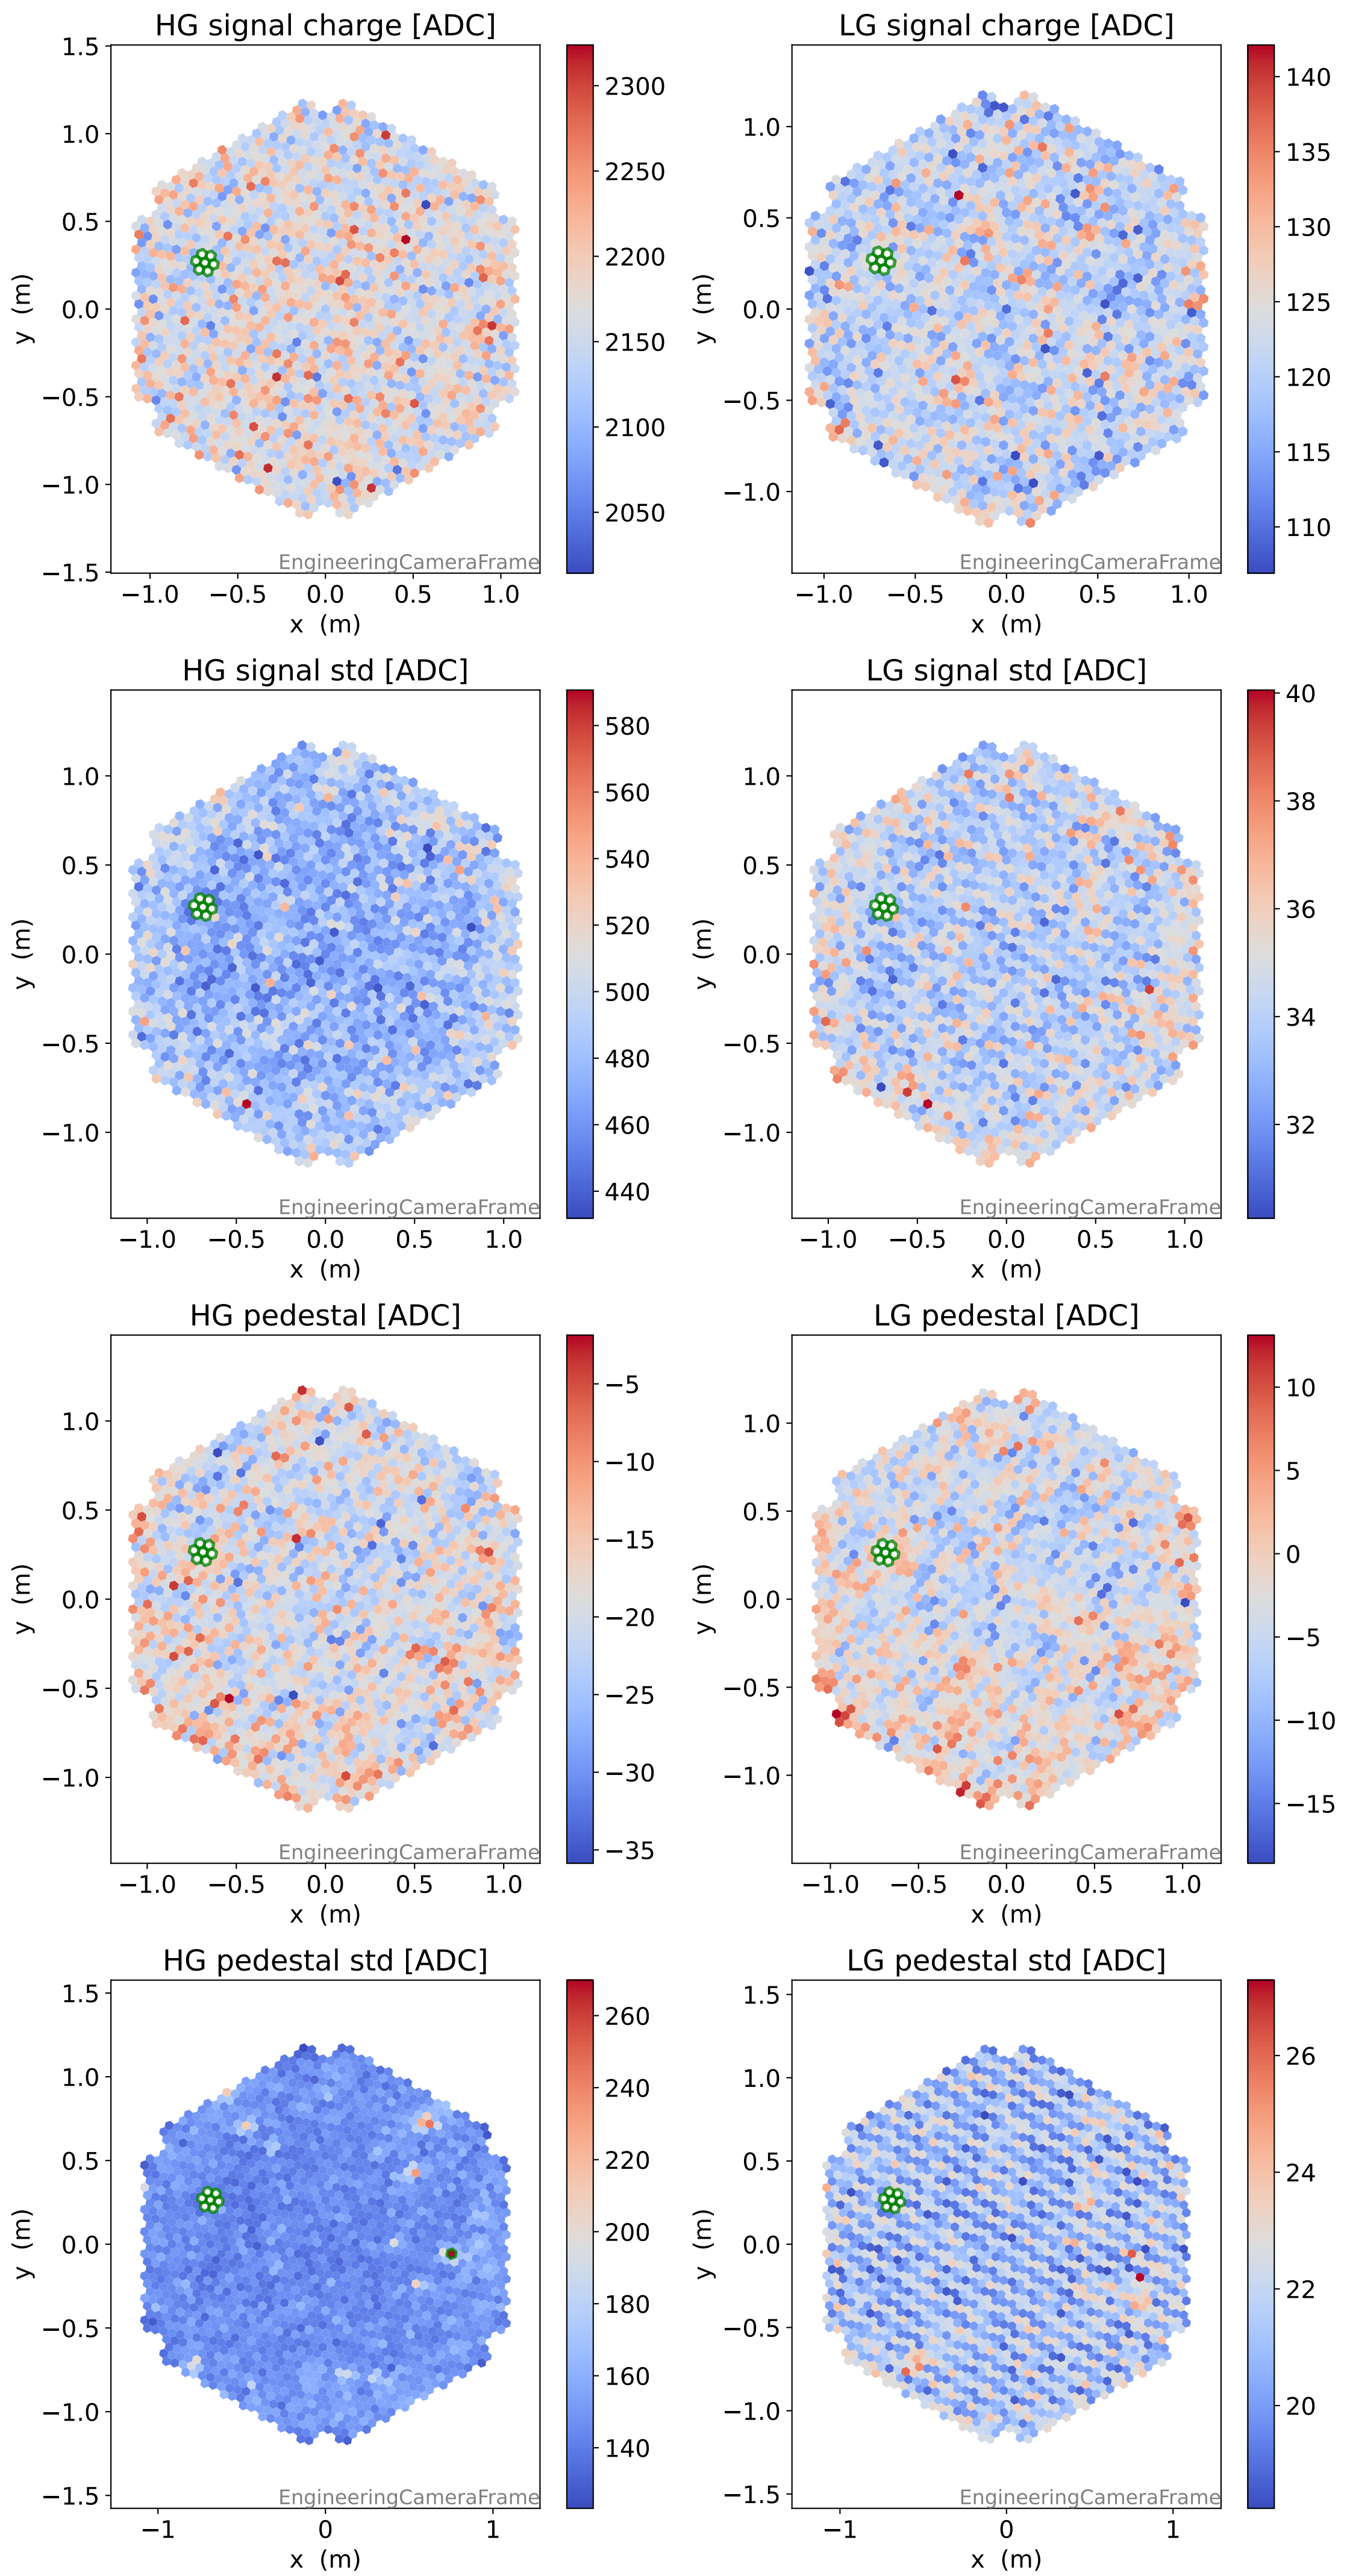 HG signal charge [ADC]
LG signal charge [ADC]
1.5
1.0
0.5
0.0
−0.5
−1.0
−1.5
y (m)
−1.0 −0.5 0.0 0.5 1.0
x (m)
EngineeringCameraFrame
2300
2250
2200
2150
2100
2050
1.0
0.5
0.0
−0.5
−1.0
y (m)
−1.0 −0.5 0.0 0.5 1.0
x (m)
EngineeringCameraFrame
140
135
130
125
120
115
110
HG signal std [ADC]
LG signal std [ADC]
1.0
0.5
0.0
−0.5
−1.0
y (m)
−1.0 −0.5 0.0 0.5 1.0
x (m)
EngineeringCameraFrame
580
560
540
520
500
480
460
440
1.0
0.5
0.0
−0.5
−1.0
y (m)
−1.0 −0.5 0.0 0.5 1.0
x (m)
EngineeringCameraFrame
40
38
36
34
32
HG pedestal [ADC]
LG pedestal [ADC]
1.0
0.5
0.0
−0.5
−1.0
y (m)
−1.0 −0.5 0.0 0.5 1.0
x (m)
EngineeringCameraFrame
−5
−10
−15
−20
−25
−30
−35
1.0
0.5
0.0
−0.5
−1.0
y (m)
−1.0 −0.5 0.0 0.5 1.0
x (m)
EngineeringCameraFrame
10
5
0
−5
−10
−15
HG pedestal std [ADC]
LG pedestal std [ADC]
1.5
1.0
0.5
0.0
−0.5
−1.0
−1.5
y (m)
−1 0 1
x (m)
EngineeringCameraFrame
260
240
220
200
180
160
140
1.5
1.0
0.5
0.0
−0.5
−1.0
−1.5
y (m)
−1 0 1
x (m)
EngineeringCameraFrame
26
24
22
20